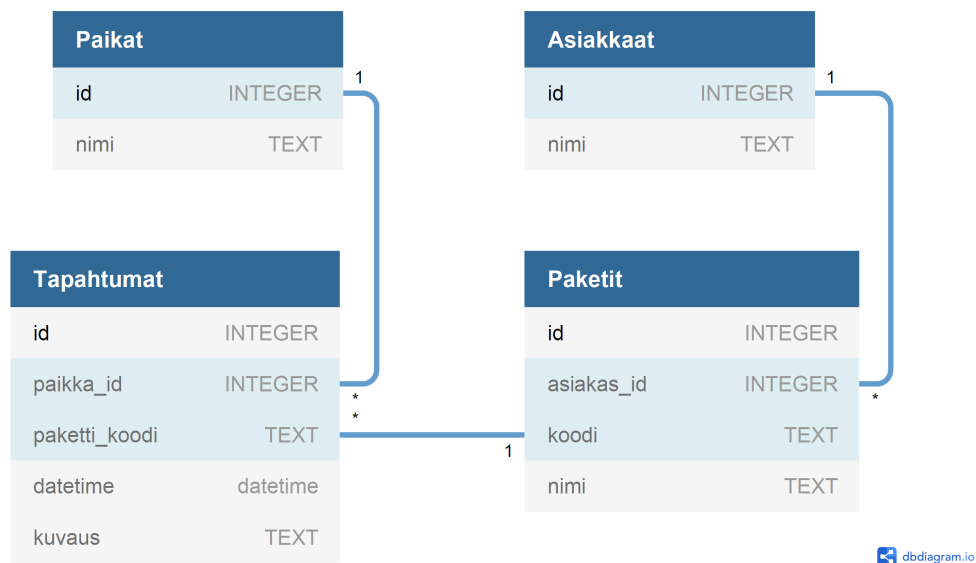 Paikat
id INTEGER
nimi TEXT
1
Asiakkaat
id INTEGER
nimi TEXT
1
Tapahtumat
id INTEGER
paikka_id INTEGER
*
*
paketti_koodi TEXT
datetime datetime
kuvaus TEXT
Paketit
id INTEGER
asiakas_id INTEGER
*
koodi TEXT
1
nimi TEXT
dbdiagram.io